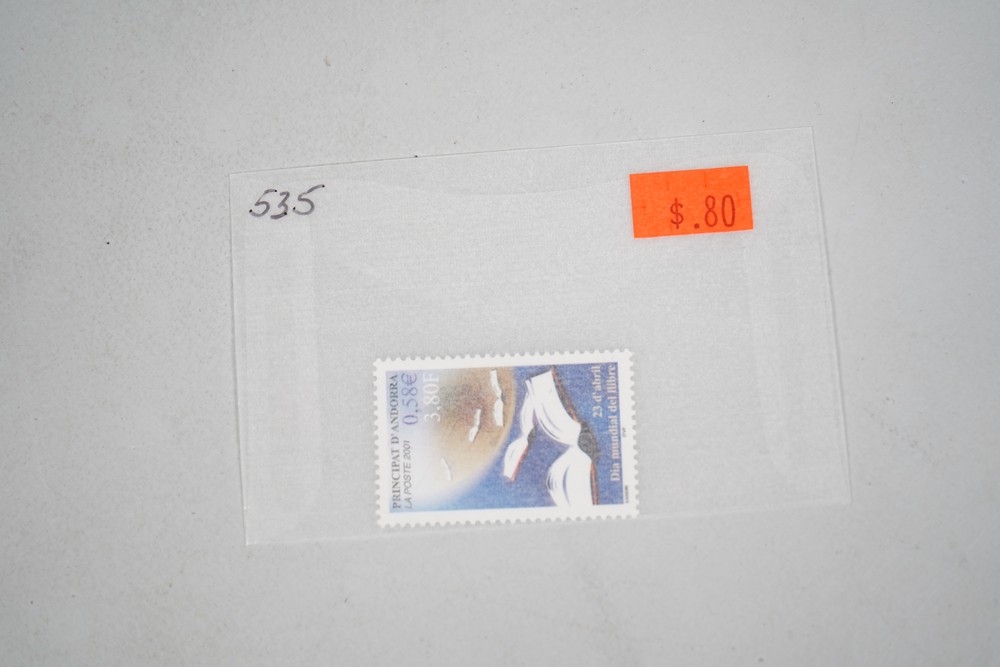 535
$.80
PRINCIPAT D'ANDORRA
LA POSTE 2001
0,58€
3,80F
23 d'abril
Dia mundial del llibre